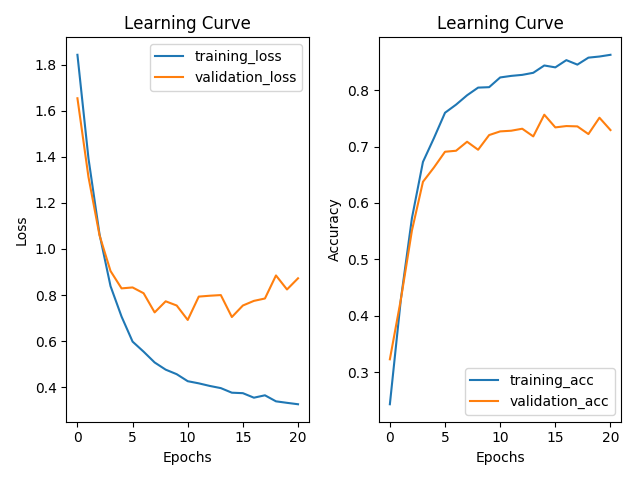 Learning Curve
1.8
1.6
1.4
1.2
1.0
0.8
0.6
0.4
Loss
training_loss
validation_loss
0 5 10 15 20
Epochs
Learning Curve
0.8
0.7
0.6
0.5
0.4
0.3
Accuracy
training_acc
validation_acc
0 5 10 15 20
Epochs